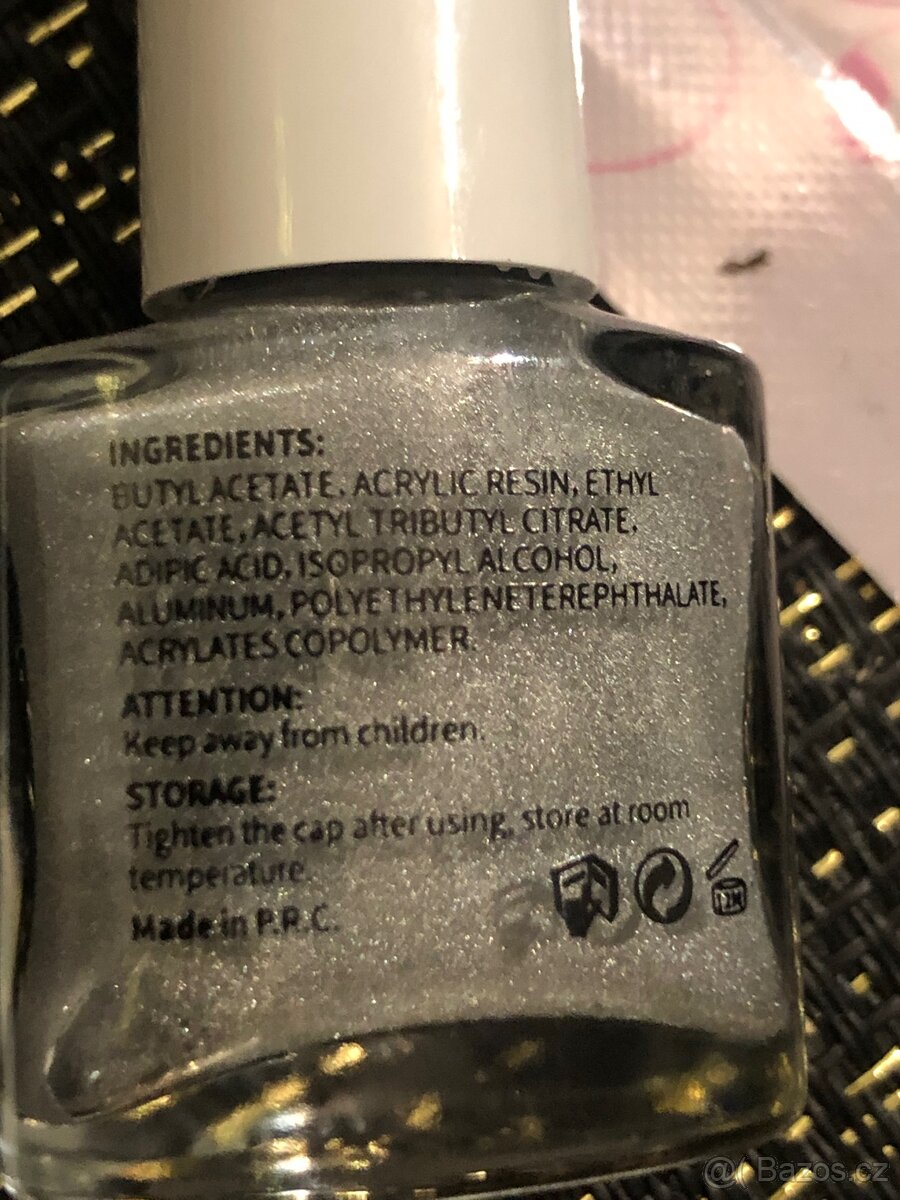 INGREDIENTS:
BUTYL ACETATE, ACRYLIC RESIN, ETHYL
ACETATE, ACETYL TRIBUTYL CITRATE,
ADIPIC ACID, ISOPROPYL ALCOHOL,
ALUMINUM, POLYETHYLENETEREPHTHALATE,
ACRYLATES COPOLYMER.
ATTENTION:
Keep away from children.
STORAGE:
Tighten the cap after using, store at room
temperature.
12M
Made in P.R.C.
@( Bazos.cz